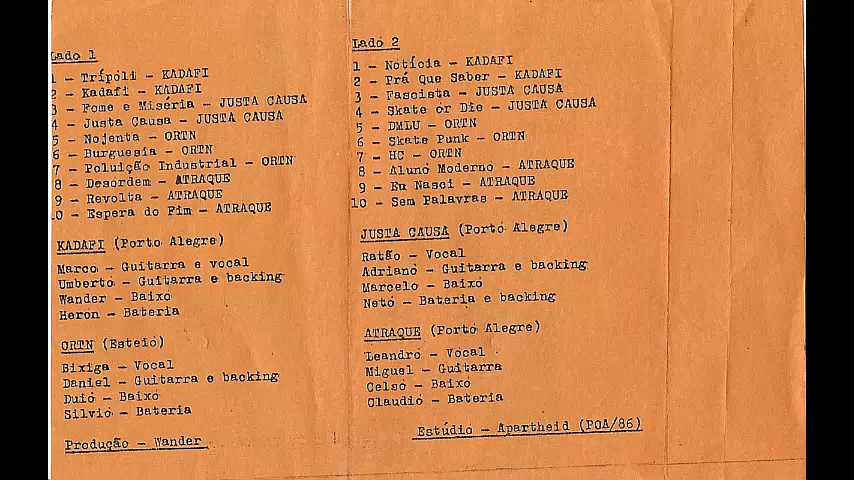 Lado 1
1 - Trípoli - KADAFI
2 - Kadafi - KADAFI
3 - Fome e Miséria - JUSTA CAUSA
4 - Justa Causa - JUSTA CAUSA
5 - Nojenta - ORTN
6 - Burguesia - ORTN
7 - Poluição Industrial - ORTN
8 - Desordem - ATRAQUE
9 - Revolta - ATRAQUE
10 - Espera do Fim - ATRAQUE
KADAFI (Porto Alegre)
Marco - Guitarra e vocal
Umberto - Guitarra e backing
Wander - Baixo
Heron - Bateria
ORTN (Esteio)
Bixiga - Vocal
Daniel - Guitarra e backing
Duió - Baixo
Silvio - Bateria
Produção - Wander
Lado 2
1 - Notícia - KADAFI
2 - Prá Que Saber - KADAFI
3 - Fascista - JUSTA CAUSA
4 - Skate or Die - JUSTA CAUSA
5 - DMLU - ORTN
6 - Skate Punk - ORTN
7 - HC - ORTN
8 - Aluno Moderno - ATRAQUE
9 - Eu Nasci - ATRAQUE
10 - Sem Palavras - ATRAQUE
JUSTA CAUSA (Porto Alegre)
Ratão - Vocal
Adriano - Guitarra e backing
Marcelo - Baixo
Neto - Bateria e backing
ATRAQUE (Porto Alegre)
Leandro - Vocal
Miguel - Guitarra
Celso - Baixo
Claudio - Bateria
Estúdio - Apartheid (POA/86)